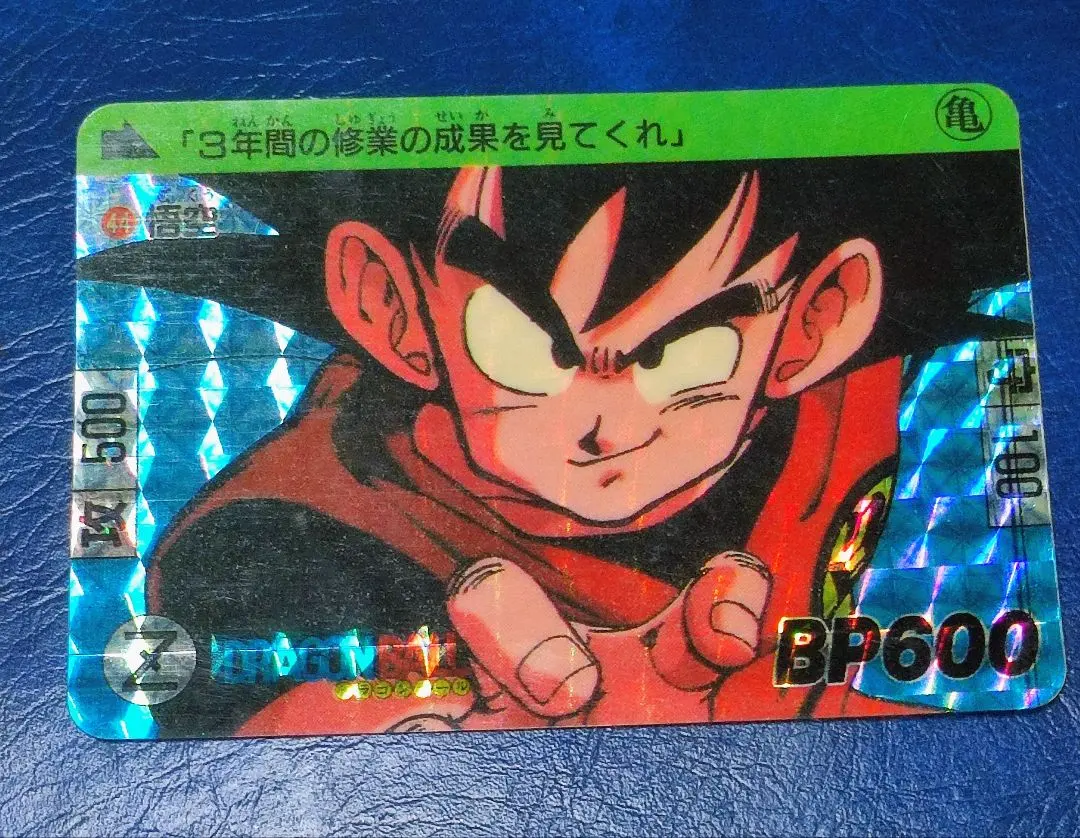 「3年間の修業の成果を見てくれ」
亀
44 悟空
攻 500
守 100
Z
DRAGON BALL
ドラゴンボール
BP600